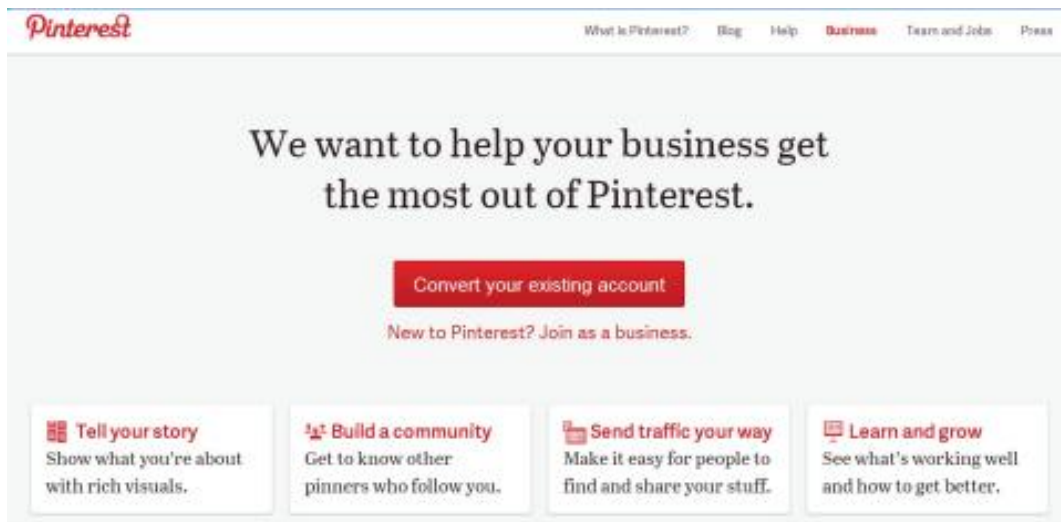 Pinterest
What is Pinterest? Blog Help Business Team and Jobs Press
We want to help your business get
the most out of Pinterest.
Convert your existing account
New to Pinterest? Join as a business.
Tell your story
Show what you're about
with rich visuals.
Build a community
Get to know other
pinners who follow you.
Send traffic your way
Make it easy for people to
find and share your stuff.
Learn and grow
See what's working well
and how to get better.